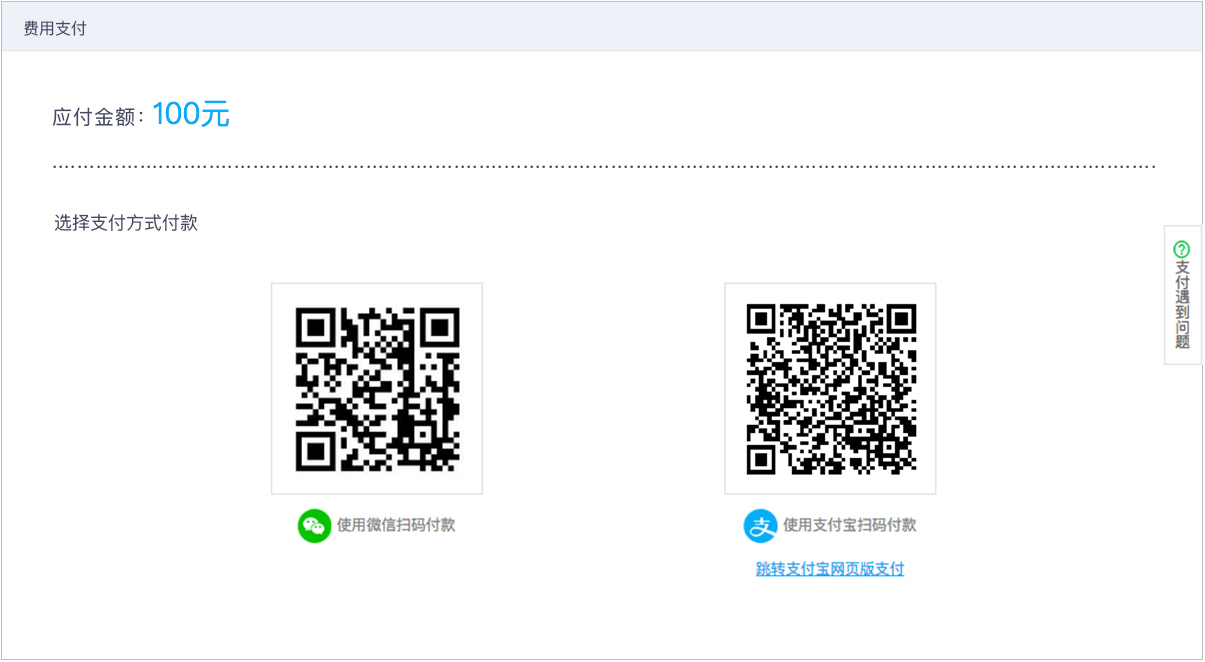 费用支付
应付金额：100元
选择支付方式付款
支付遇到问题
使用微信扫码付款
使用支付宝扫码付款
跳转支付宝网页版支付